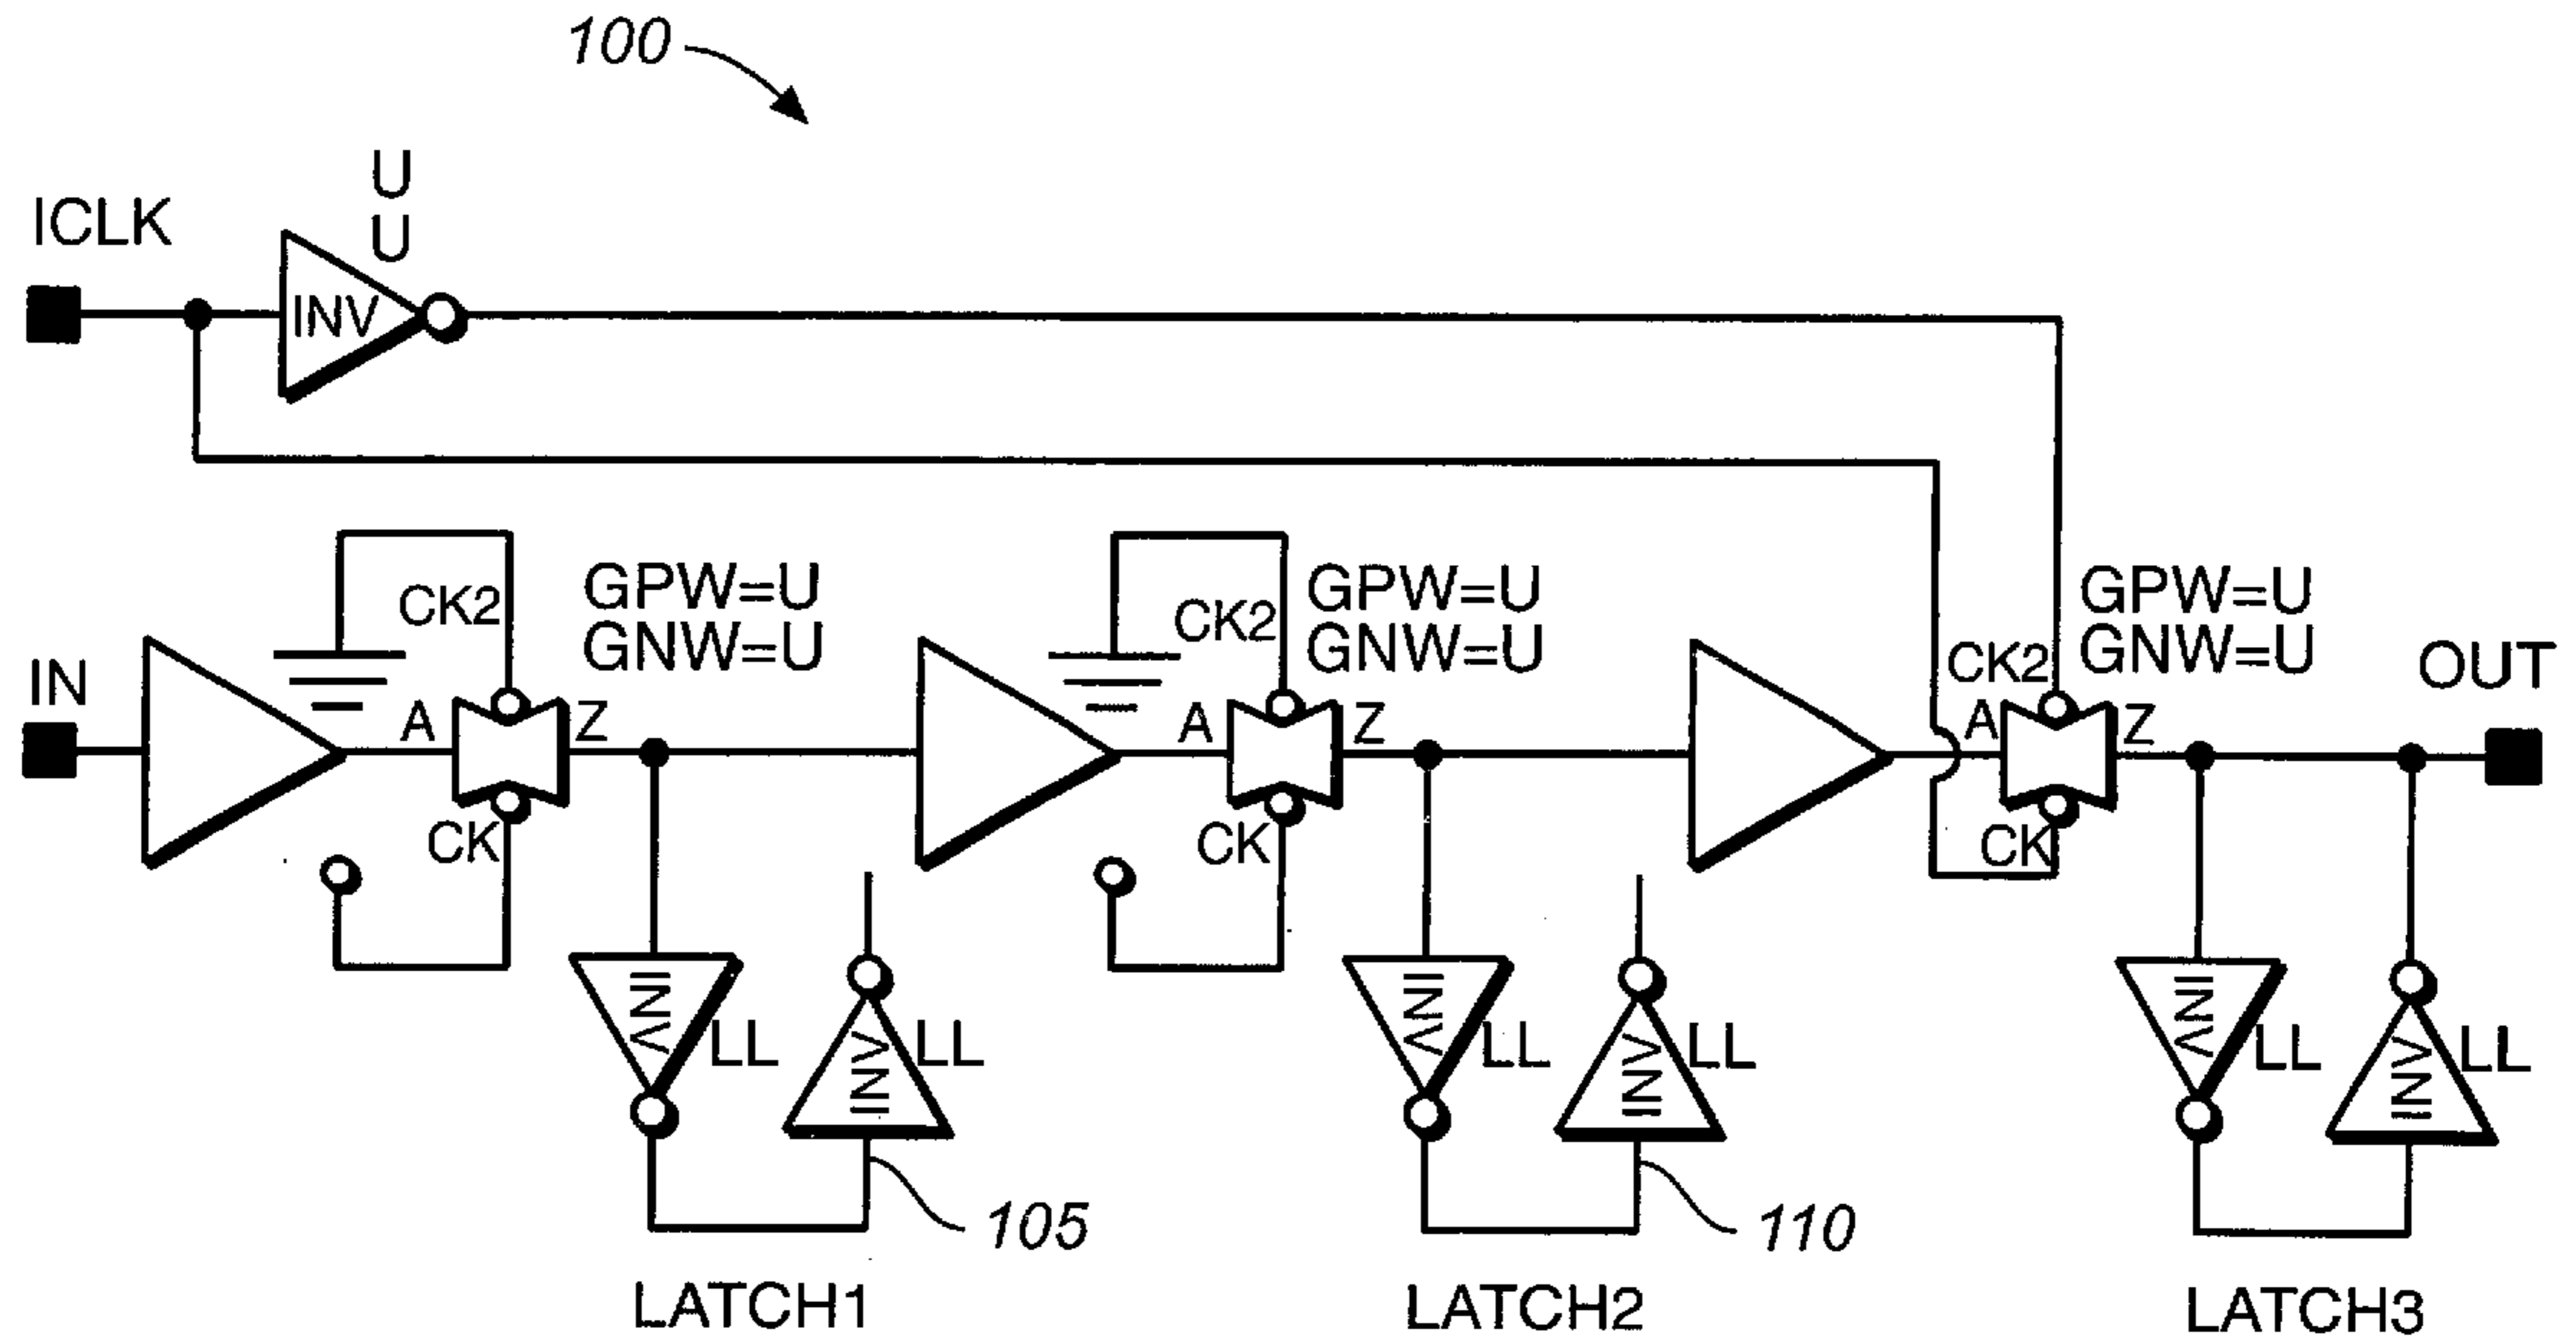 100
U
U
ICLK
INV
CK2
GPW=U
GNW=U
CK2
GPW=U
GNW=U
CK2
GPW=U
GNW=U
IN
OUT
A
Z
A
Z
A
Z
CK
CK
CK
INV
LL
INV
LL
INV
LL
INV
LL
INV
LL
INV
LL
105
110
LATCH1
LATCH2
LATCH3